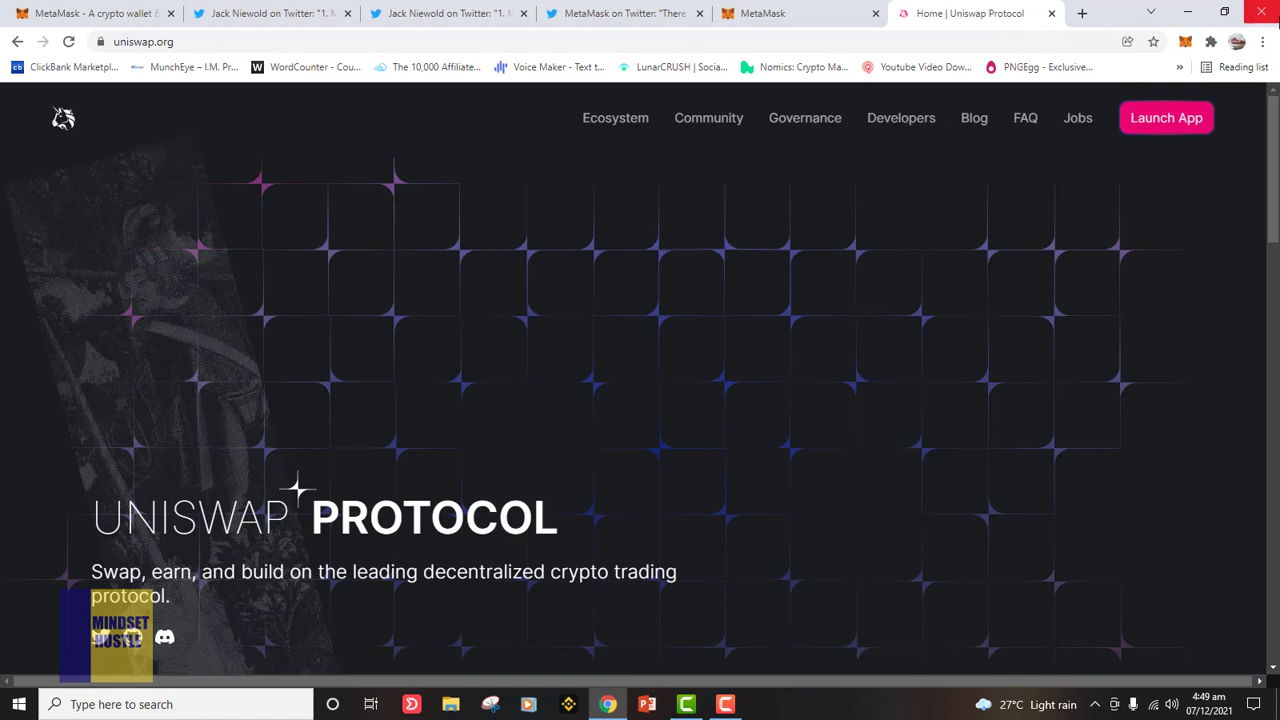 MetaMask - A crypto wallet &
Jack Niewold on Twitter: "1. M
Jack Niewold on Twitter: "1. M
MetaMask on Twitter: "There
MetaMask
Home | Uniswap Protocol
uniswap.org
ClickBank Marketpl...
MunchEye – I.M. Pr...
WordCounter - Cou...
The 10,000 Affiliate...
Voice Maker - Text t...
LunarCRUSH | Socia...
Nomics: Crypto Ma...
Youtube Video Dow...
PNGEgg - Exclusive...
»
Reading list
Ecosystem
Community
Governance
Developers
Blog
FAQ
Jobs
Launch App
UNISWAP PROTOCOL
Swap, earn, and build on the leading decentralized crypto trading
protocol.
MINDSET
HUSTLE
Type here to search
27°C Light rain
4:49 am
07/12/2021